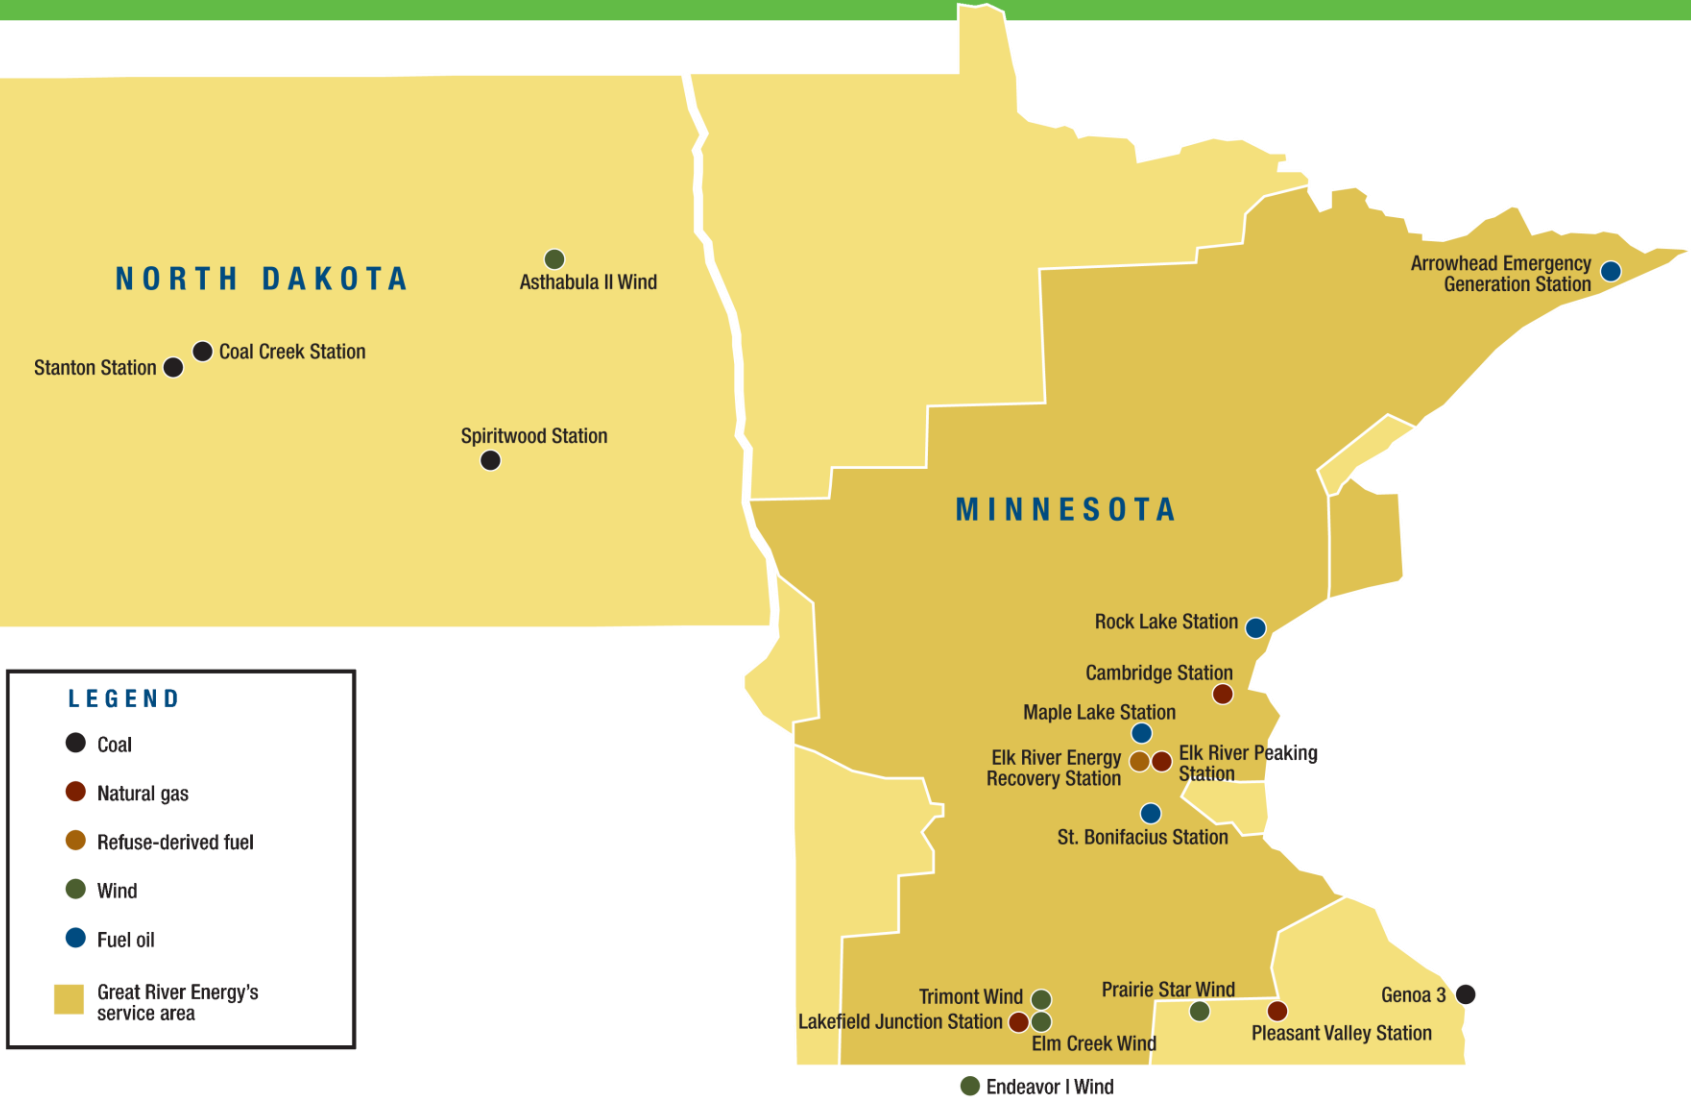 NORTH DAKOTA
Asthabula II Wind
Coal Creek Station
Stanton Station
Spiritwood Station
Arrowhead Emergency
Generation Station
MINNESOTA
Rock Lake Station
Cambridge Station
Maple Lake Station
Elk River Energy
Recovery Station
Elk River Peaking
Station
St. Bonifacius Station
Trimont Wind
Lakefield Junction Station
Elm Creek Wind
Prairie Star Wind
Pleasant Valley Station
Genoa 3
Endeavor I Wind
LEGEND
Coal
Natural gas
Refuse-derived fuel
Wind
Fuel oil
Great River Energy's
service area